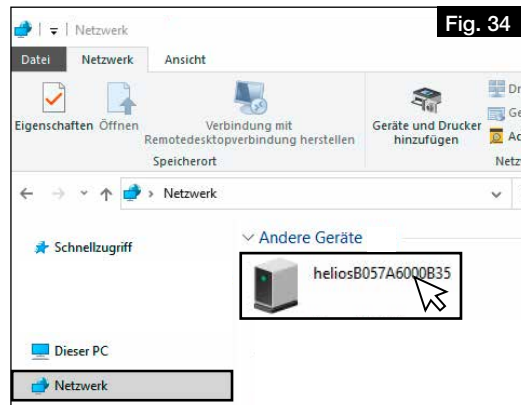 Fig. 34
Netzwerk
Datei Netzwerk Ansicht
Eigenschaften Öffnen Verbindung mit Remotedesktopverbindung herstellen Geräte und Drucker hinzufügen
Speicherort
Netzwerk
Schnellzugriff
Andere Geräte
heliosB057A6000B35
Dieser PC
Netzwerk